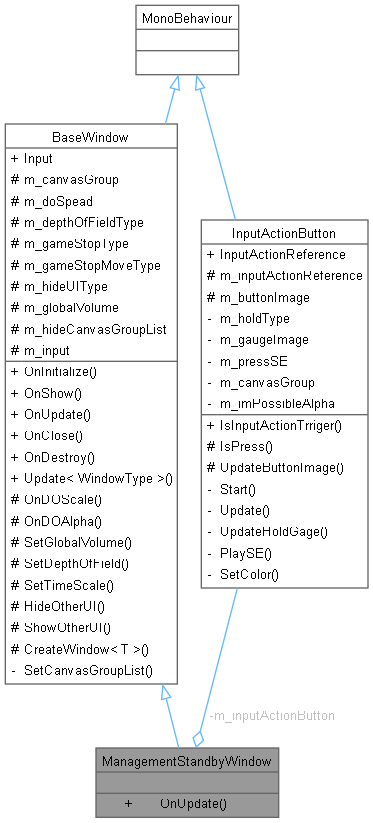 MonoBehaviour
BaseWindow
+ Input
# m_canvasGroup
# m_doSpead
# m_depthOfFieldType
# m_gameStopType
# m_gameStopMoveType
# m_hideUIType
# m_globalVolume
# m_hideCanvasGroupList
# m_input
+ OnInitialize()
+ OnShow()
+ OnUpdate()
+ OnClose()
+ OnDestroy()
+ Update< WindowType >()
# OnDOScale()
# OnDOAlpha()
# SetGlobalVolume()
# SetDepthOfField()
# SetTimeScale()
# HideOtherUI()
# ShowOtherUI()
# CreateWindow< T >()
- SetCanvasGroupList()
InputActionButton
+ InputActionReference
# m_inputActionReference
# m_buttonImage
- m_holdType
- m_gaugeImage
- m_pressSE
- m_canvasGroup
- m_imPossibleAlpha
+ IsInputActionTrriger()
# IsPress()
# UpdateButtonImage()
- Start()
- Update()
- UpdateHoldGage()
- PlaySE()
- SetColor()
-m_inputActionButton
ManagementStandbyWindow
+ OnUpdate()